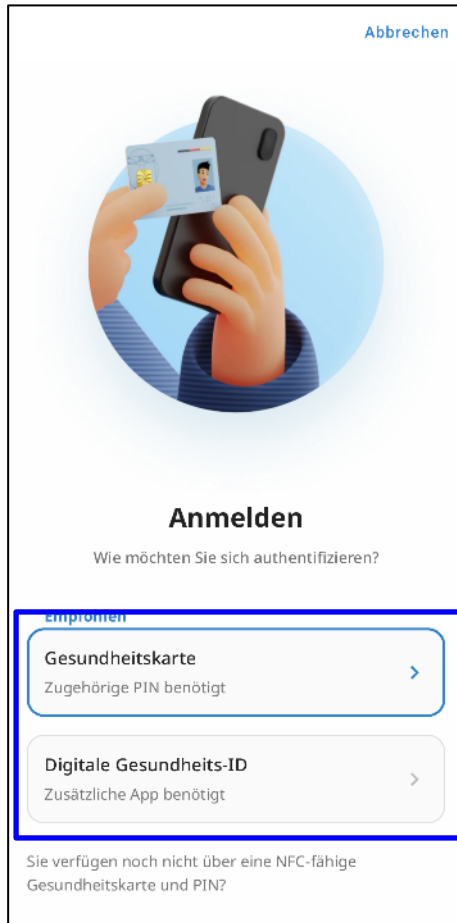 Abbrechen
Anmelden
Wie möchten Sie sich authentifizieren?
Empfohlen
Gesundheitskarte
Zugehörige PIN benötigt
Digitale Gesundheits-ID
Zusätzliche App benötigt
Sie verfügen noch nicht über eine NFC-fähige
Gesundheitskarte und PIN?